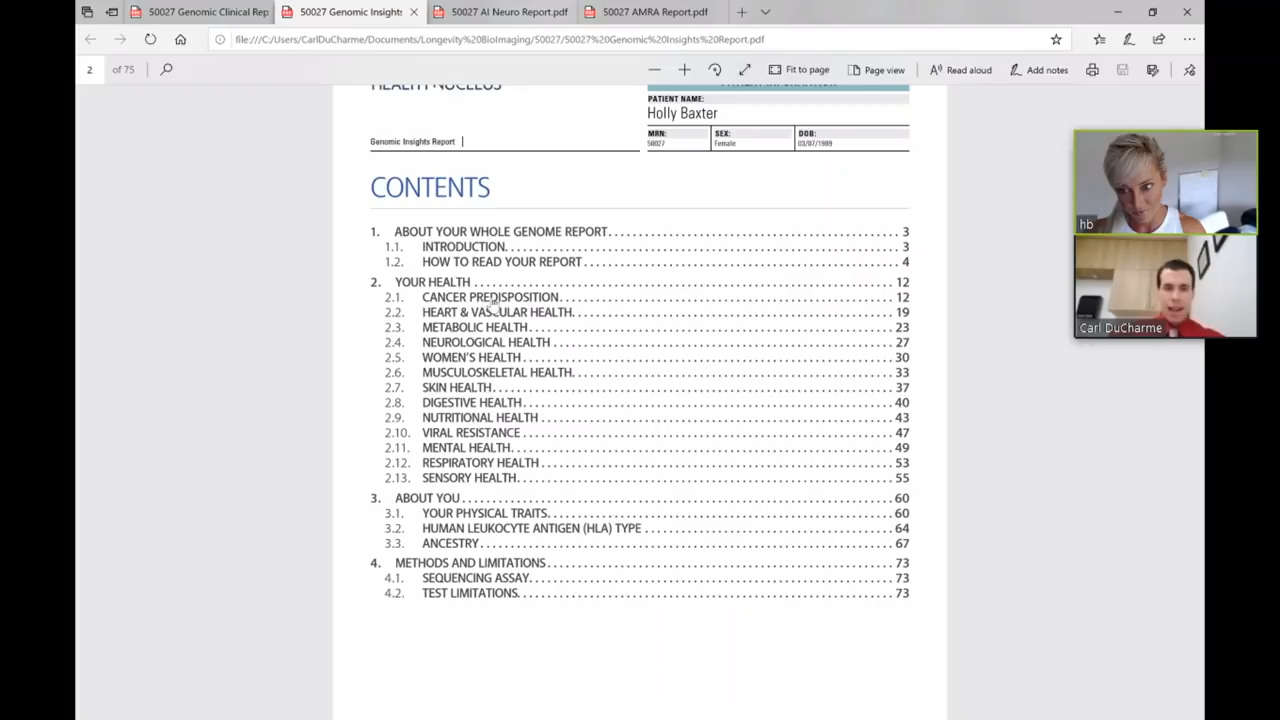 50027 Genomic Clinical Rep
50027 Genomic Insights
50027 AI Neuro Report.pdf
50027 AMRA Report.pdf
file:///C:/Users/CarlDuCharme/Documents/Longevity%20BioImaging/50027/50027%20Genomic%20Insights%20Report.pdf
2 of 75
Fit to page
Page view
Read aloud
Add notes
HEALTH NUCLEUS
PATIENT INFORMATION
PATIENT NAME:
Holly Baxter
Genomic Insights Report |
MRN: SEX: DOB:
50027 Female 03/07/1989
CONTENTS
1. ABOUT YOUR WHOLE GENOME REPORT 3
1.1. INTRODUCTION 3
1.2. HOW TO READ YOUR REPORT 4
2. YOUR HEALTH 12
2.1. CANCER PREDISPOSITION 12
2.2. HEART & VASCULAR HEALTH 19
2.3. METABOLIC HEALTH 23
2.4. NEUROLOGICAL HEALTH 27
2.5. WOMEN'S HEALTH 30
2.6. MUSCULOSKELETAL HEALTH 33
2.7. SKIN HEALTH 37
2.8. DIGESTIVE HEALTH 40
2.9. NUTRITIONAL HEALTH 43
2.10. VIRAL RESISTANCE 47
2.11. MENTAL HEALTH 49
2.12. RESPIRATORY HEALTH 53
2.13. SENSORY HEALTH 55
3. ABOUT YOU 60
3.1. YOUR PHYSICAL TRAITS 60
3.2. HUMAN LEUKOCYTE ANTIGEN (HLA) TYPE 64
3.3. ANCESTRY 67
4. METHODS AND LIMITATIONS 73
4.1. SEQUENCING ASSAY 73
4.2. TEST LIMITATIONS 73
hb
Carl DuCharme